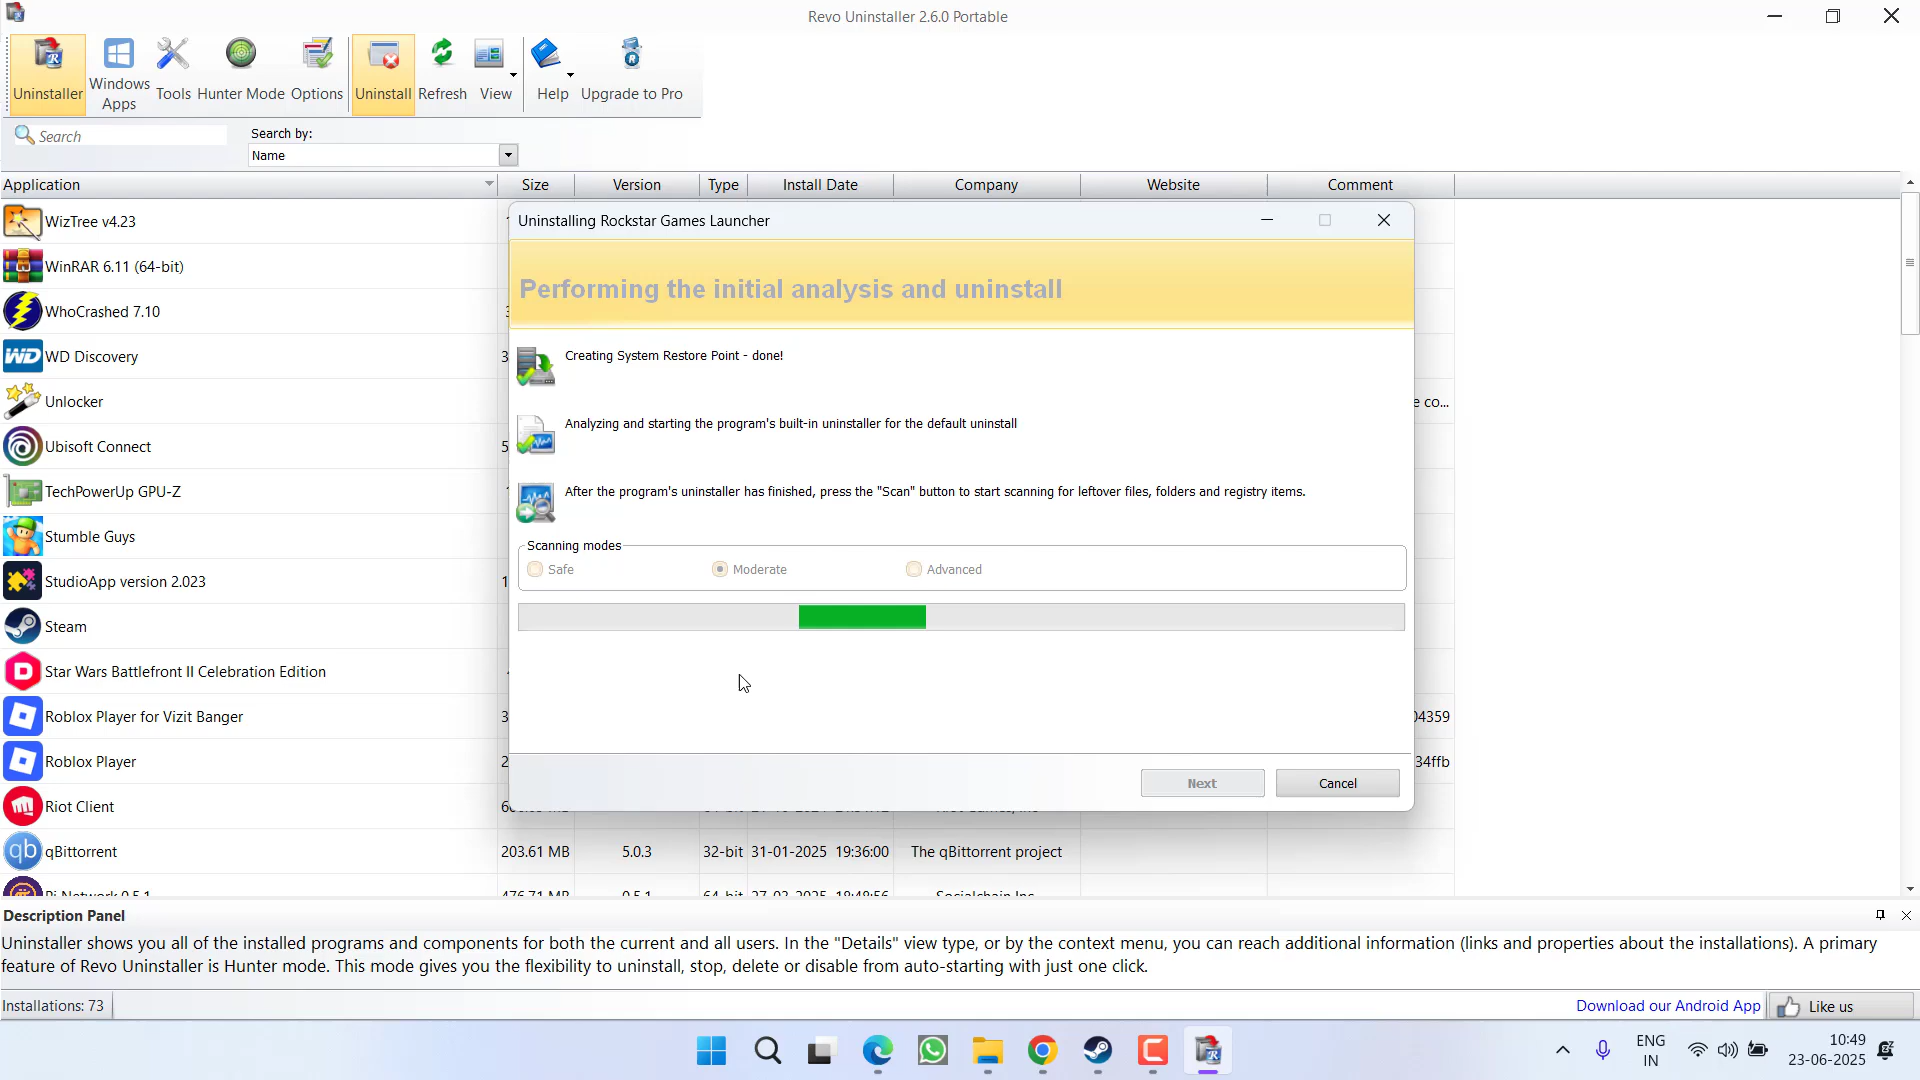 Revo Uninstaller 2.6.0 Portable
Uninstaller
Windows Apps
Tools
Hunter Mode
Options
Uninstall
Refresh
View
Help
Upgrade to Pro
Search
Search by:
Name
Application Size Version Type Install Date Company Website Comment
WizTree v4.23
WinRAR 6.11 (64-bit)
WhoCrashed 7.10
WD Discovery
Unlocker
e co...
Ubisoft Connect
TechPowerUp GPU-Z
Stumble Guys
StudioApp version 2.023
Steam
Star Wars Battlefront II Celebration Edition
Roblox Player for Vizit Banger
04359
Roblox Player
34ffb
Riot Client
qBittorrent 203.61 MB 5.0.3 32-bit 31-01-2025 19:36:00 The qBittorrent project
Uninstalling Rockstar Games Launcher
Performing the initial analysis and uninstall
Creating System Restore Point - done!
Analyzing and starting the program's built-in uninstaller for the default uninstall
After the program's uninstaller has finished, press the "Scan" button to start scanning for leftover files, folders and registry items.
Scanning modes
Safe Moderate Advanced
Next Cancel
Description Panel
Uninstaller shows you all of the installed programs and components for both the current and all users. In the "Details" view type, or by the context menu, you can reach additional information (links and properties about the installations). A primary
feature of Revo Uninstaller is Hunter mode. This mode gives you the flexibility to uninstall, stop, delete or disable from auto-starting with just one click.
Installations: 73
Download our Android App
Like us
ENG
IN
10:49
23-06-2025